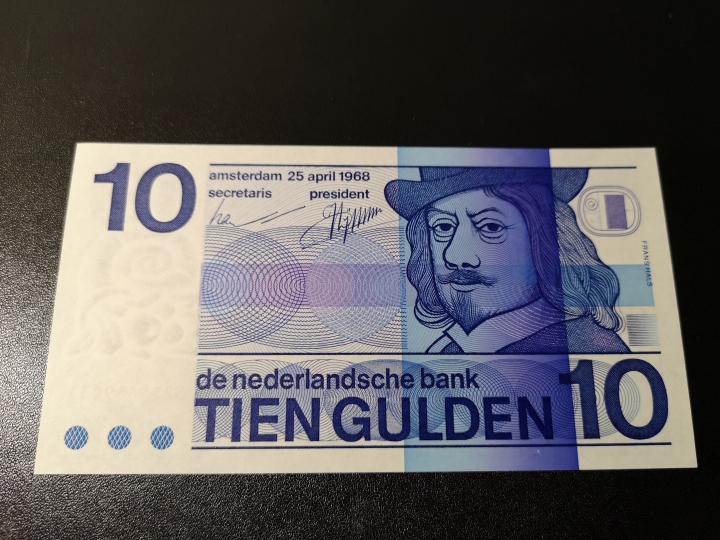 10
amsterdam 25 april 1968
secretaris president
FRANS HALS
de nederlandsche bank
TIEN GULDEN 10